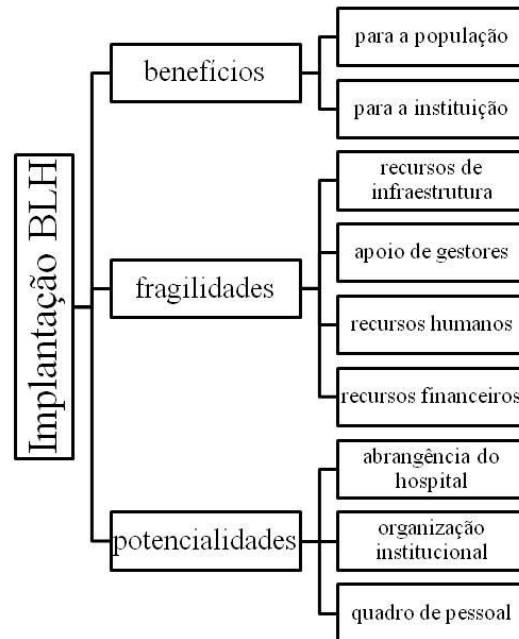 Implantação BLH
benefícios
para a população
para a instituição
fragilidades
recursos de
infraestrutura
apoio de gestores
recursos humanos
recursos financeiros
potencialidades
abrangência do
hospital
organização
institucional
quadro de pessoal